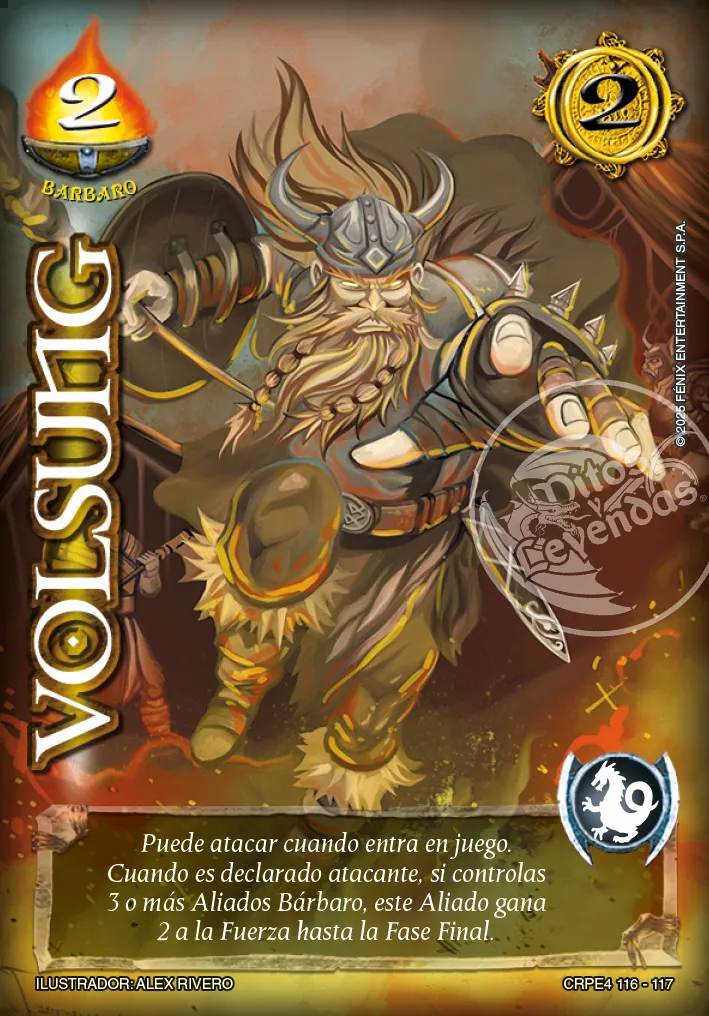 2
2
BARBARO
VOLSUNG
© 2025 FÉNIX ENTERTAINMENT S.P.A.
Mitos
y
Leyendas®
Puede atacar cuando entra en juego.
Cuando es declarado atacante, si controlas
3 o más Aliados Bárbaro, este Aliado gana
2 a la Fuerza hasta la Fase Final.
ILUSTRADOR: ALEX RIVERO
CRPE4 116 - 117